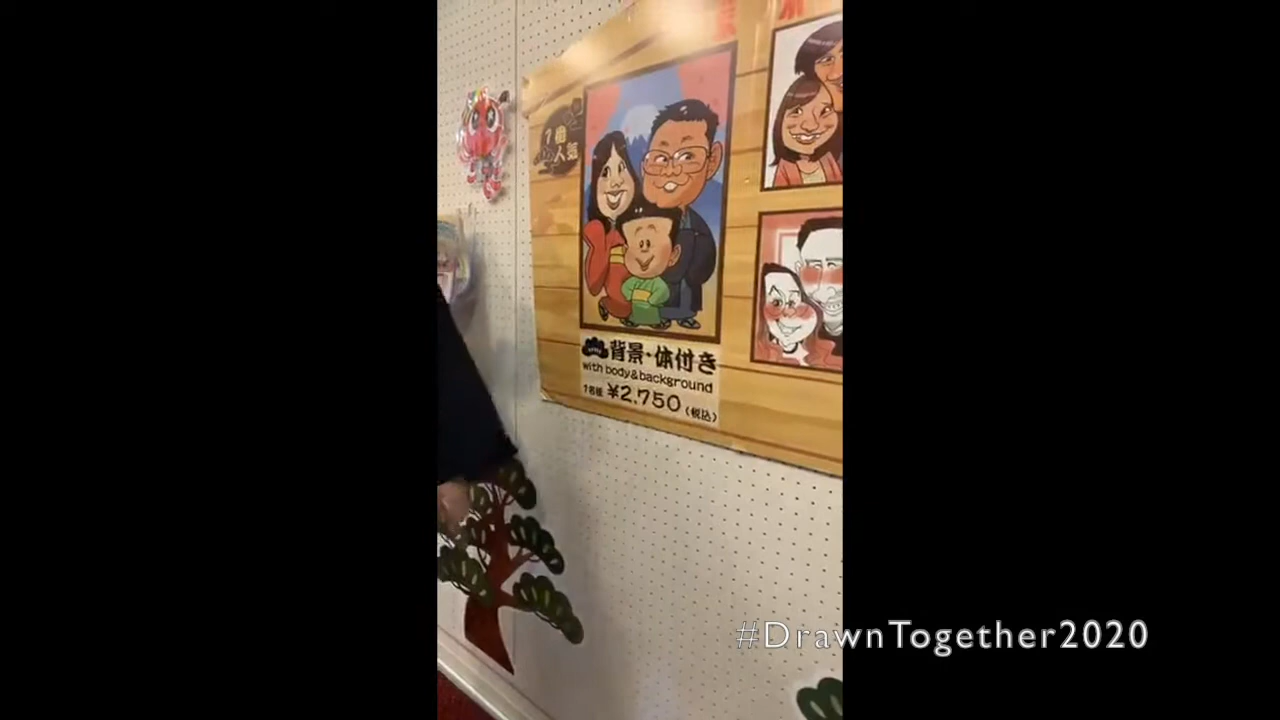 1番
人気
背景・体付き
with body&background
1名様 ¥2,750 (税込)
#DrawnTogether2020